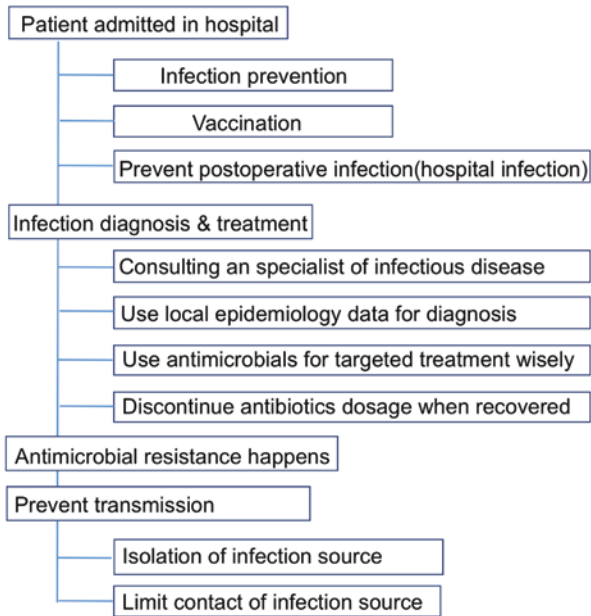 Patient admitted in hospital
Infection prevention
Vaccination
Prevent postoperative infection(hospital infection)
Infection diagnosis & treatment
Consulting an specialist of infectious disease
Use local epidemiology data for diagnosis
Use antimicrobials for targeted treatment wisely
Discontinue antibiotics dosage when recovered
Antimicrobial resistance happens
Prevent transmission
Isolation of infection source
Limit contact of infection source